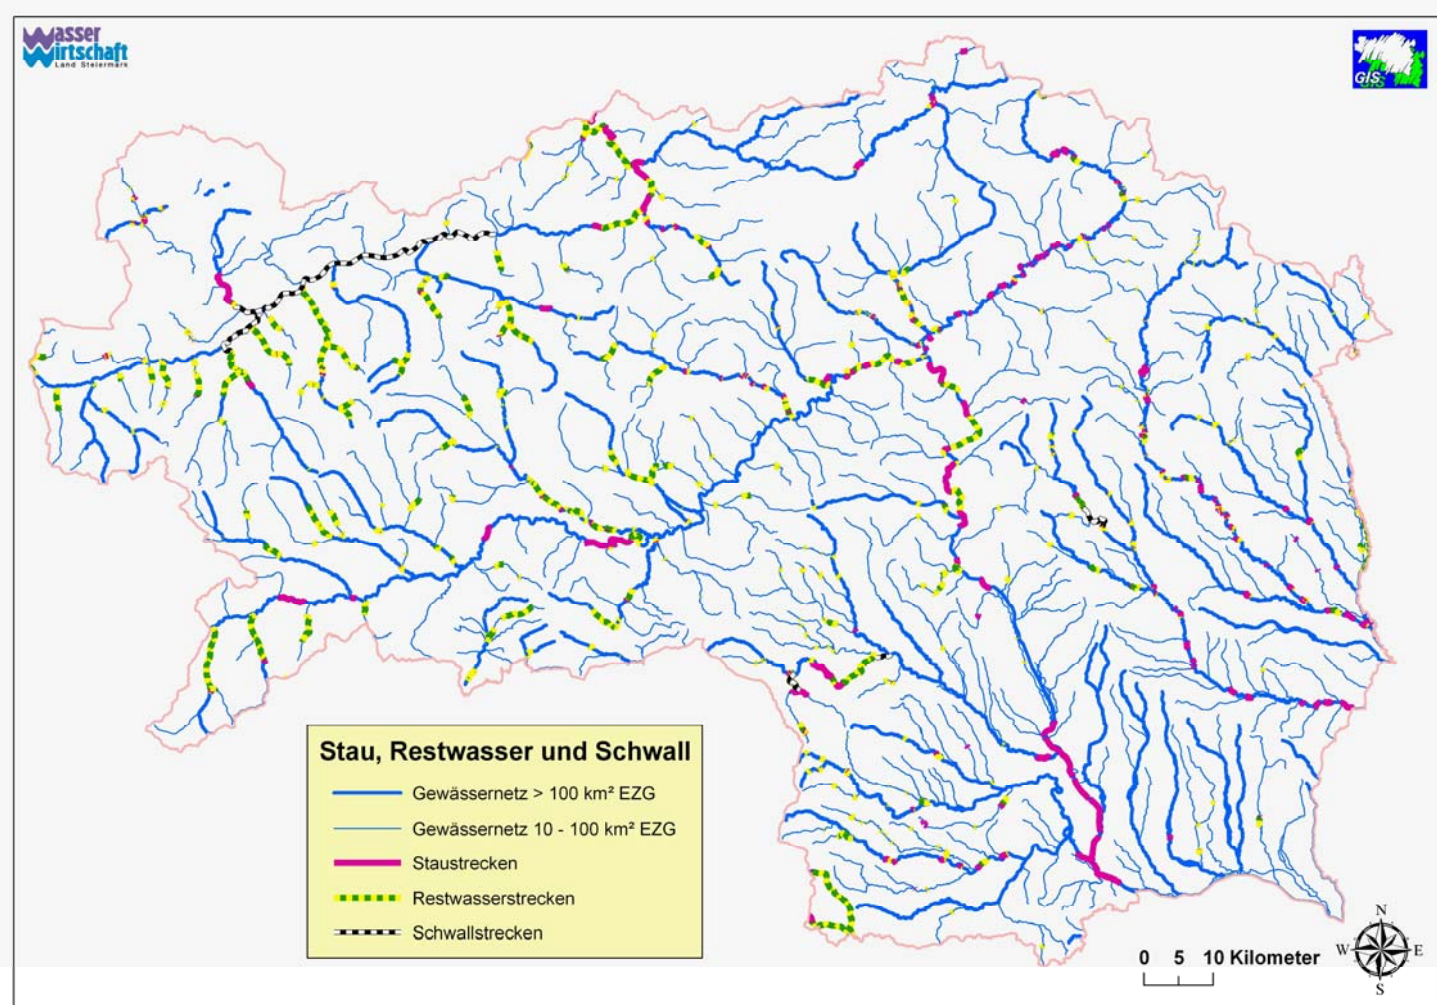 Wasser
Wirtschaft
Land Steiermark
GIS
Stau, Restwasser und Schwall
Gewässernetz > 100 km² EZG
Gewässernetz 10 - 100 km² EZG
Staustrecken
Restwasserstrecken
Schwallstrecken
0 5 10 Kilometer
N
W E
S